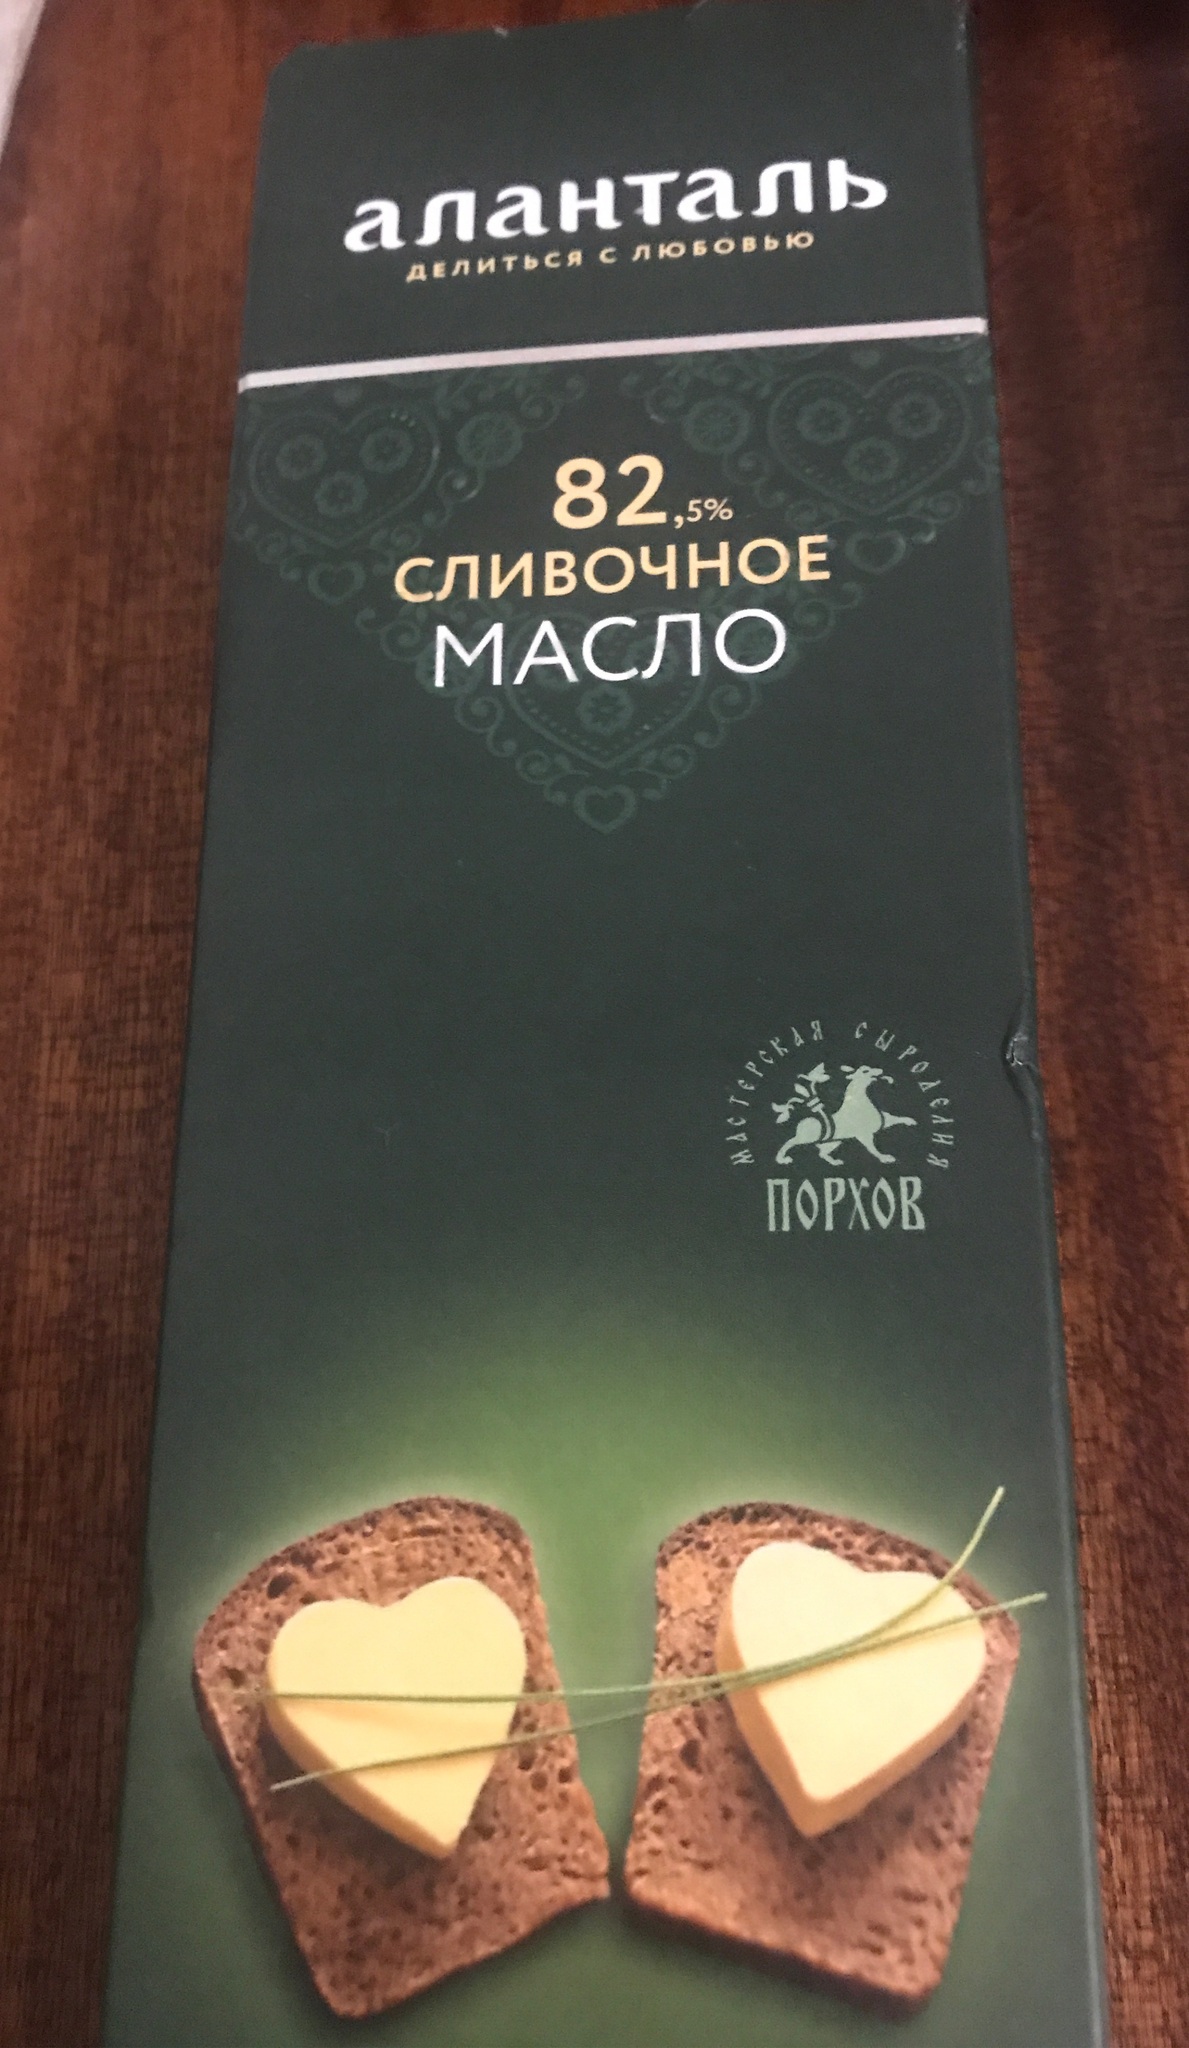 аланталь
ДЕЛИТЬСЯ С ЛЮБОВЬЮ
82,5%
СЛИВОЧНОЕ
МАСЛО
МАСТЕРСКАЯ СЫРОДЕЛИЯ
ПОРХОВ